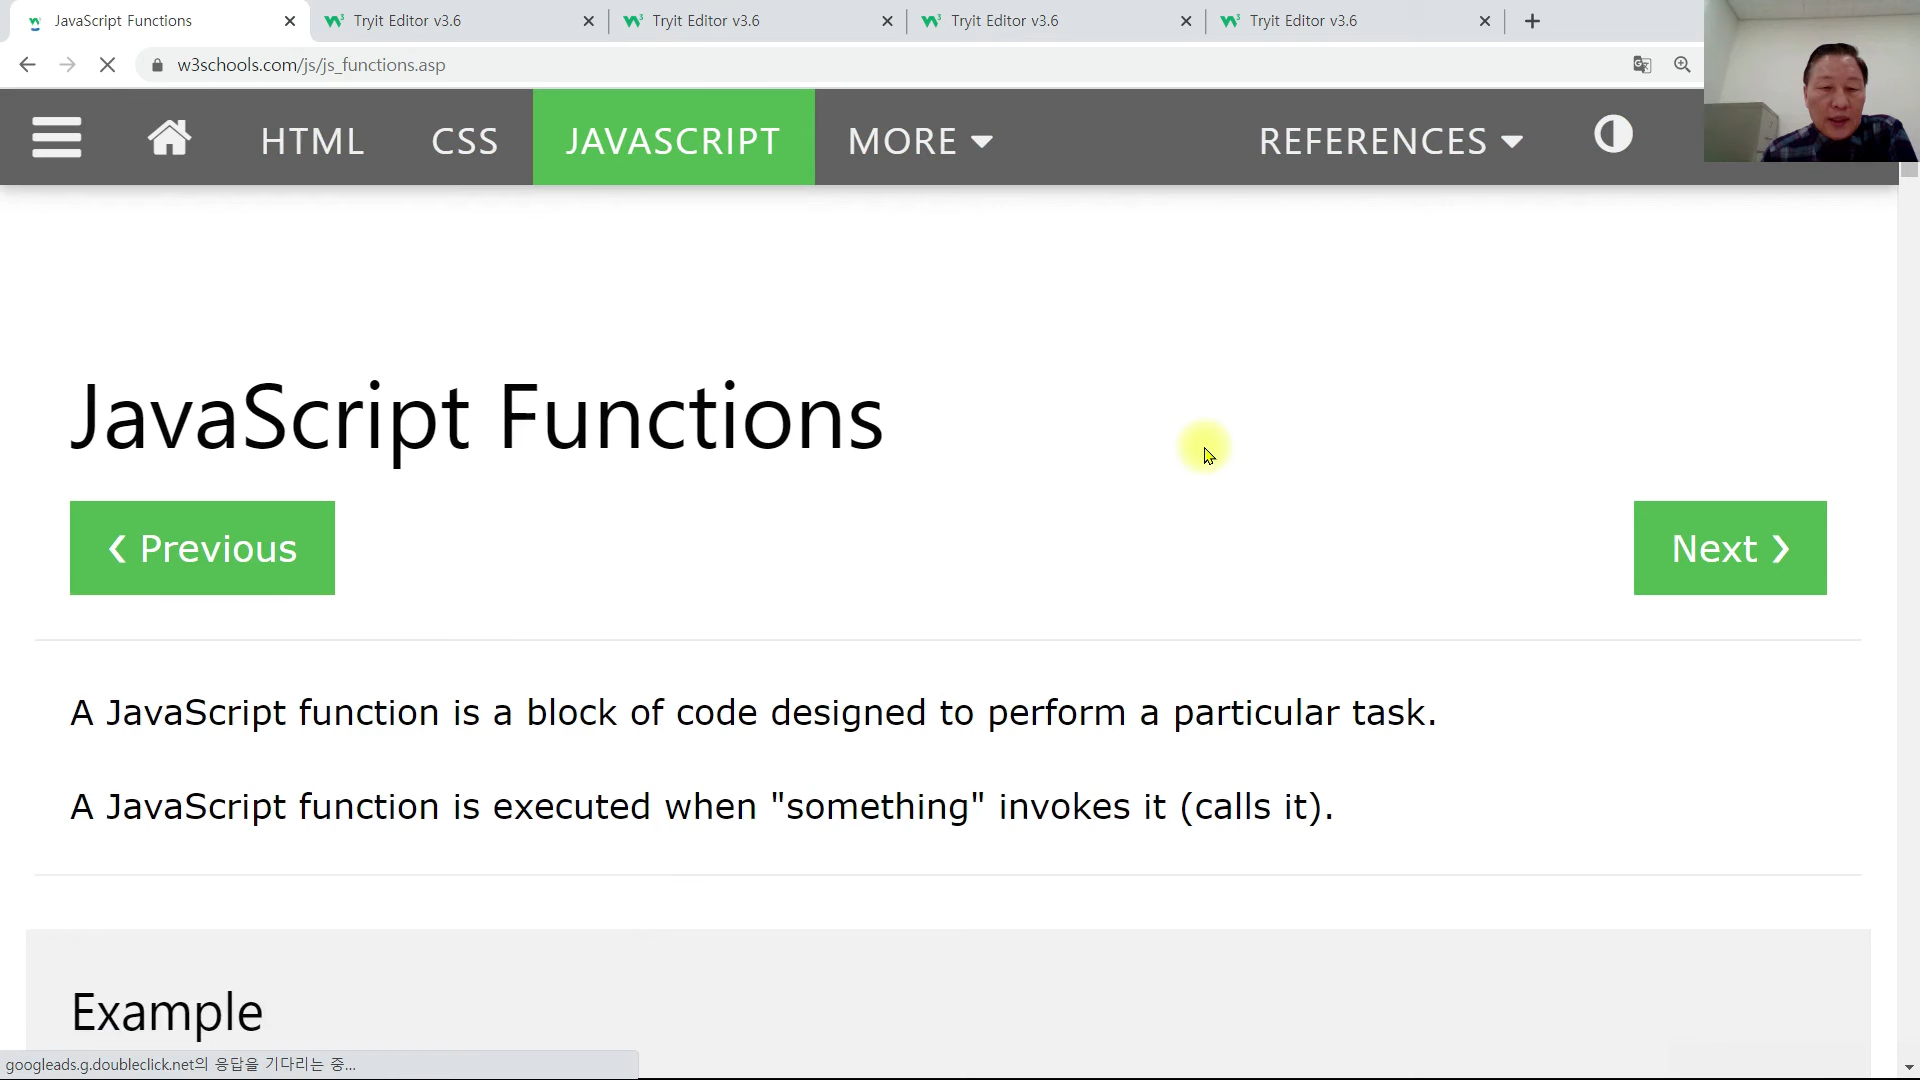 JavaScript Functions
Tryit Editor v3.6
Tryit Editor v3.6
Tryit Editor v3.6
Tryit Editor v3.6
w3schools.com/js/js_functions.asp
HTML CSS JAVASCRIPT MORE REFERENCES
JavaScript Functions
❮ Previous
Next ❯
A JavaScript function is a block of code designed to perform a particular task.
A JavaScript function is executed when "something" invokes it (calls it).
Example
googleads.g.doubleclick.net의 응답을 기다리는 중...